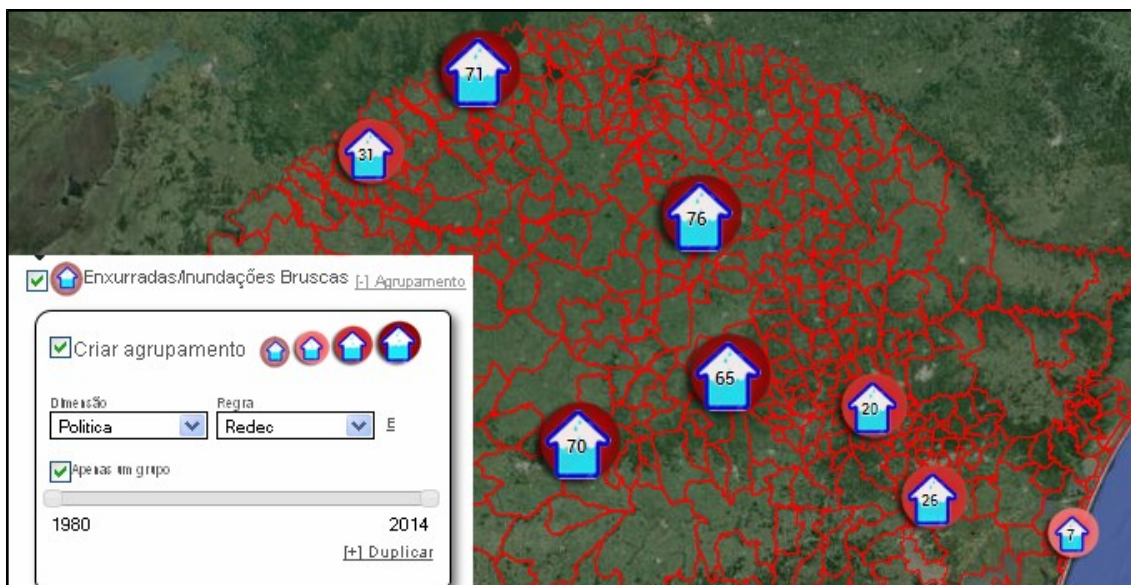 71
31
76
Enxurradas/Inundações Bruscas [-] Agrupamento
Criar agrupamento
65
Dimensão Regra
20
Politica Redec E
70
Apenas um grupo
26
1980 2014
7
[+] Duplicar